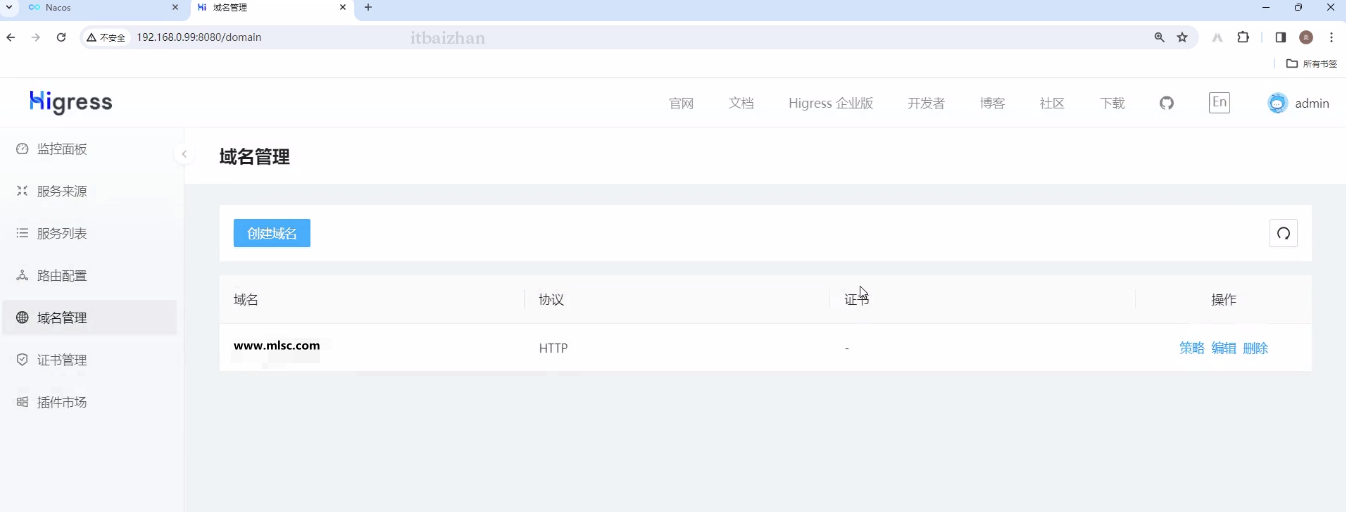 Nacos
Hi 域名管理
不安全 192.168.0.99:8080/domain
itbaizhan
所有书签
Higress
官网 文档 Higress 企业版 开发者 博客 社区 下载 En admin
监控面板
域名管理
服务来源
服务列表
创建域名
路由配置
域名 协议 证书 操作
域名管理
www.mlsc.com HTTP - 策略 编辑 删除
证书管理
插件市场